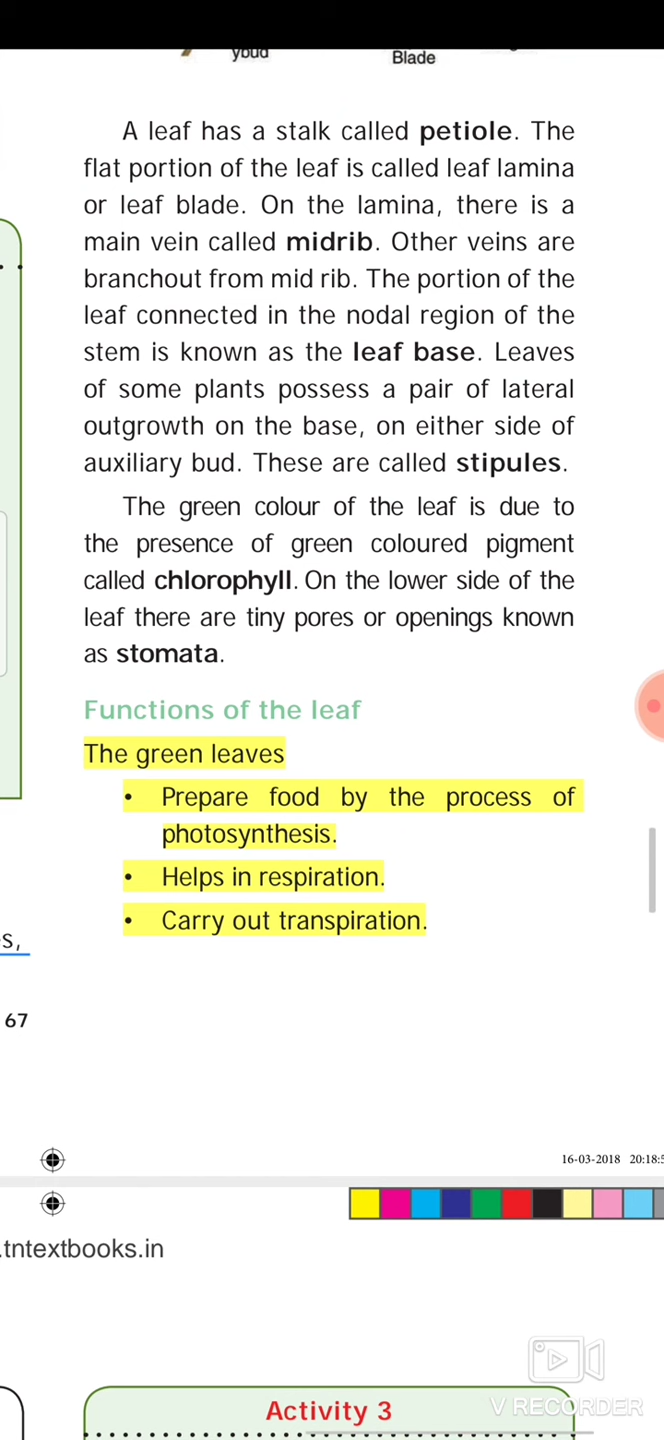 Blade
A leaf has a stalk called petiole. The
flat portion of the leaf is called leaf lamina
or leaf blade. On the lamina, there is a
main vein called midrib. Other veins are
branchout from mid rib. The portion of the
leaf connected in the nodal region of the
stem is known as the leaf base. Leaves
of some plants possess a pair of lateral
outgrowth on the base, on either side of
auxiliary bud. These are called stipules.
The green colour of the leaf is due to
the presence of green coloured pigment
called chlorophyll. On the lower side of the
leaf there are tiny pores or openings known
as stomata.
Functions of the leaf
The green leaves
• Prepare food by the process of
photosynthesis.
• Helps in respiration.
• Carry out transpiration.
67
16-03-2018 20:18:5
.tntextbooks.in
Activity 3
V RECORDER